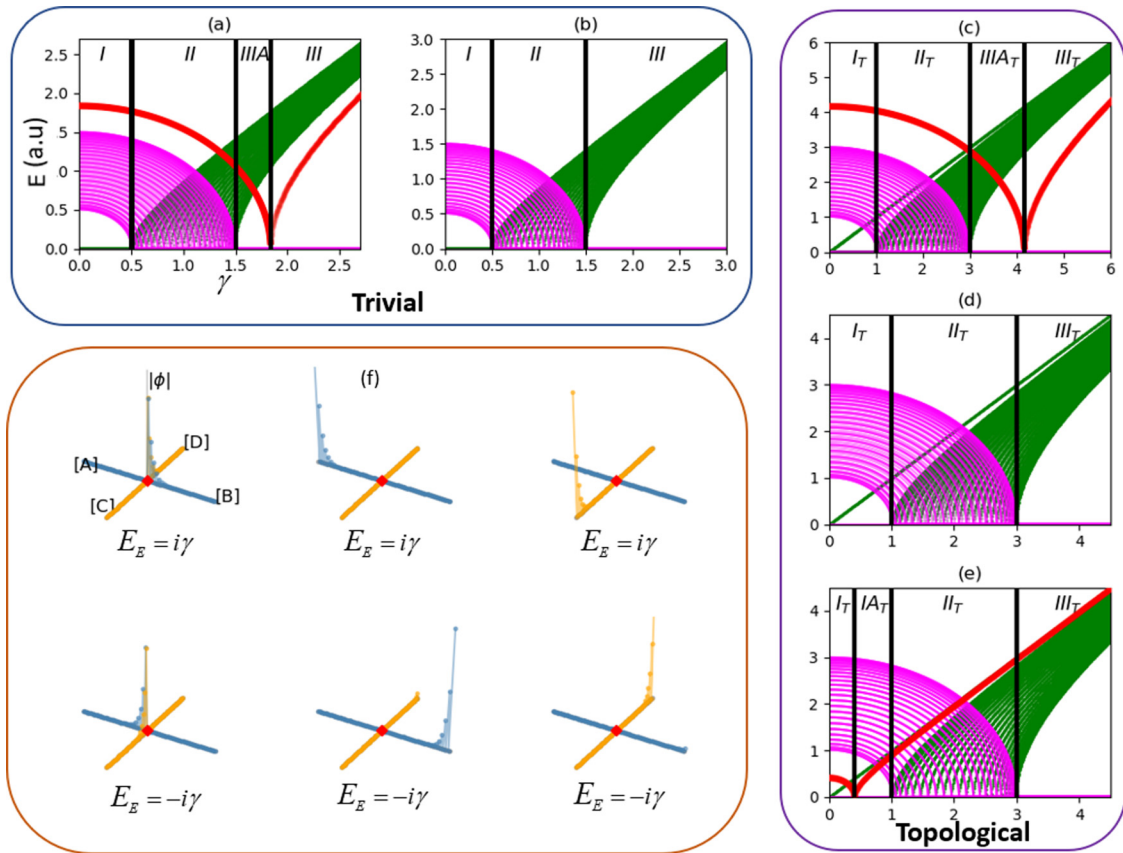 (a)
I II IIIA III
2.5
2.0
1.5
5
0
0.5
0.0
E (a.u)
0.0 0.5 1.0 1.5 2.0 2.5
γ
(b)
I II III
3.0
2.5
2.0
1.5
1.0
0.5
0.0
0.0 0.5 1.0 1.5 2.0 2.5 3.0
Trivial
(c)
I_T II_T IIIA_T III_T
6
5
4
3
2
1
0
0 1 2 3 4 5 6
(d)
I_T II_T III_T
4
3
2
1
0
0 1 2 3 4
(e)
I_T IA_T II_T III_T
4
3
2
1
0
0 1 2 3 4
Topological
(f)
|ϕ|
[D]
[A]
[B]
[C]
E_E = iγ
E_E = iγ
E_E = iγ
E_E = −iγ
E_E = −iγ
E_E = −iγ